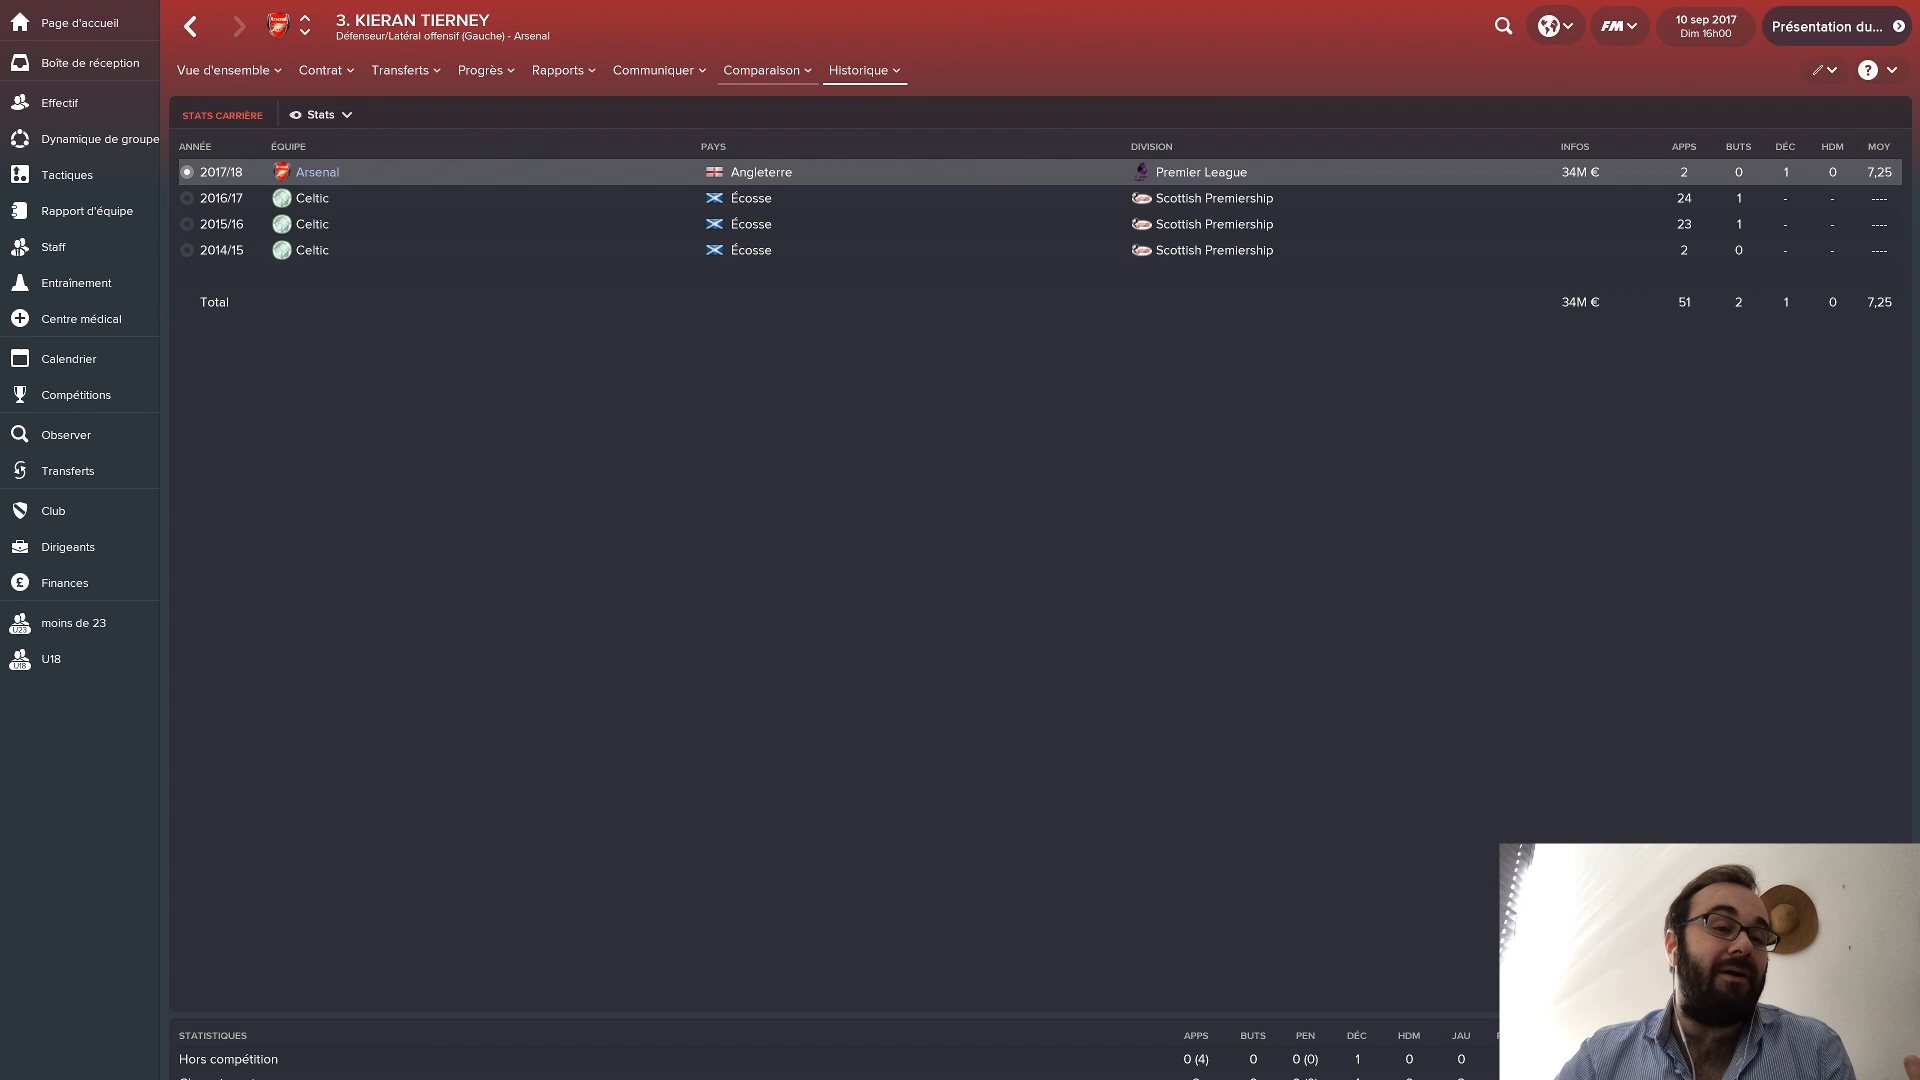 Page d'accueil
3. KIERAN TIERNEY
Défenseur/Latéral offensif (Gauche) - Arsenal
FM
10 sep 2017
Dim 16h00
Présentation du...
Boîte de réception
Vue d'ensemble
Contrat
Transferts
Progrès
Rapports
Communiquer
Comparaison
Historique
?
Effectif
STATS CARRIÈRE
Stats
Dynamique de groupe
ANNÉE ÉQUIPE PAYS DIVISION INFOS APPS BUTS DÉC HDM MOY
Tactiques
2017/18 Arsenal Angleterre Premier League 34M € 2 0 1 0 7,25
2016/17 Celtic Écosse Scottish Premiership 24 1 - - ----
Rapport d'équipe
2015/16 Celtic Écosse Scottish Premiership 23 1 - - ----
Staff
2014/15 Celtic Écosse Scottish Premiership 2 0 - - ----
Entraînement
Total 34M € 51 2 1 0 7,25
Centre médical
Calendrier
Compétitions
Observer
Transferts
Club
Dirigeants
£ Finances
U23 moins de 23
U18 U18
STATISTIQUES APPS BUTS PEN DÉC HDM JAU
Hors compétition 0 (4) 0 0 (0) 1 0 0